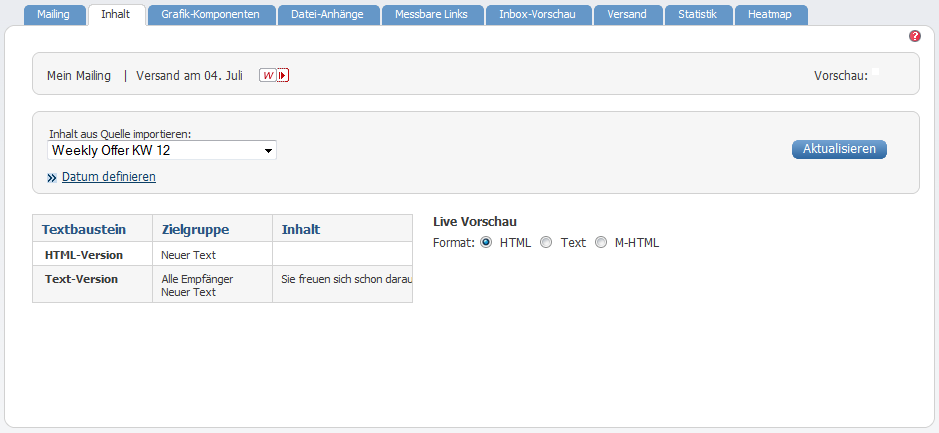 Mailing Inhalt Grafik-Komponenten Datei-Anhänge Messbare Links Inbox-Vorschau Versand Statistik Heatmap
?
Mein Mailing | Versand am 04. Juli W Vorschau:
Inhalt aus Quelle importieren:
Weekly Offer KW 12
Aktualisieren
Datum definieren
Textbaustein Zielgruppe Inhalt
HTML-Version Neuer Text
Text-Version Alle Empfänger Sie freuen sich schon darau
Neuer Text
Live Vorschau
Format: HTML Text M-HTML